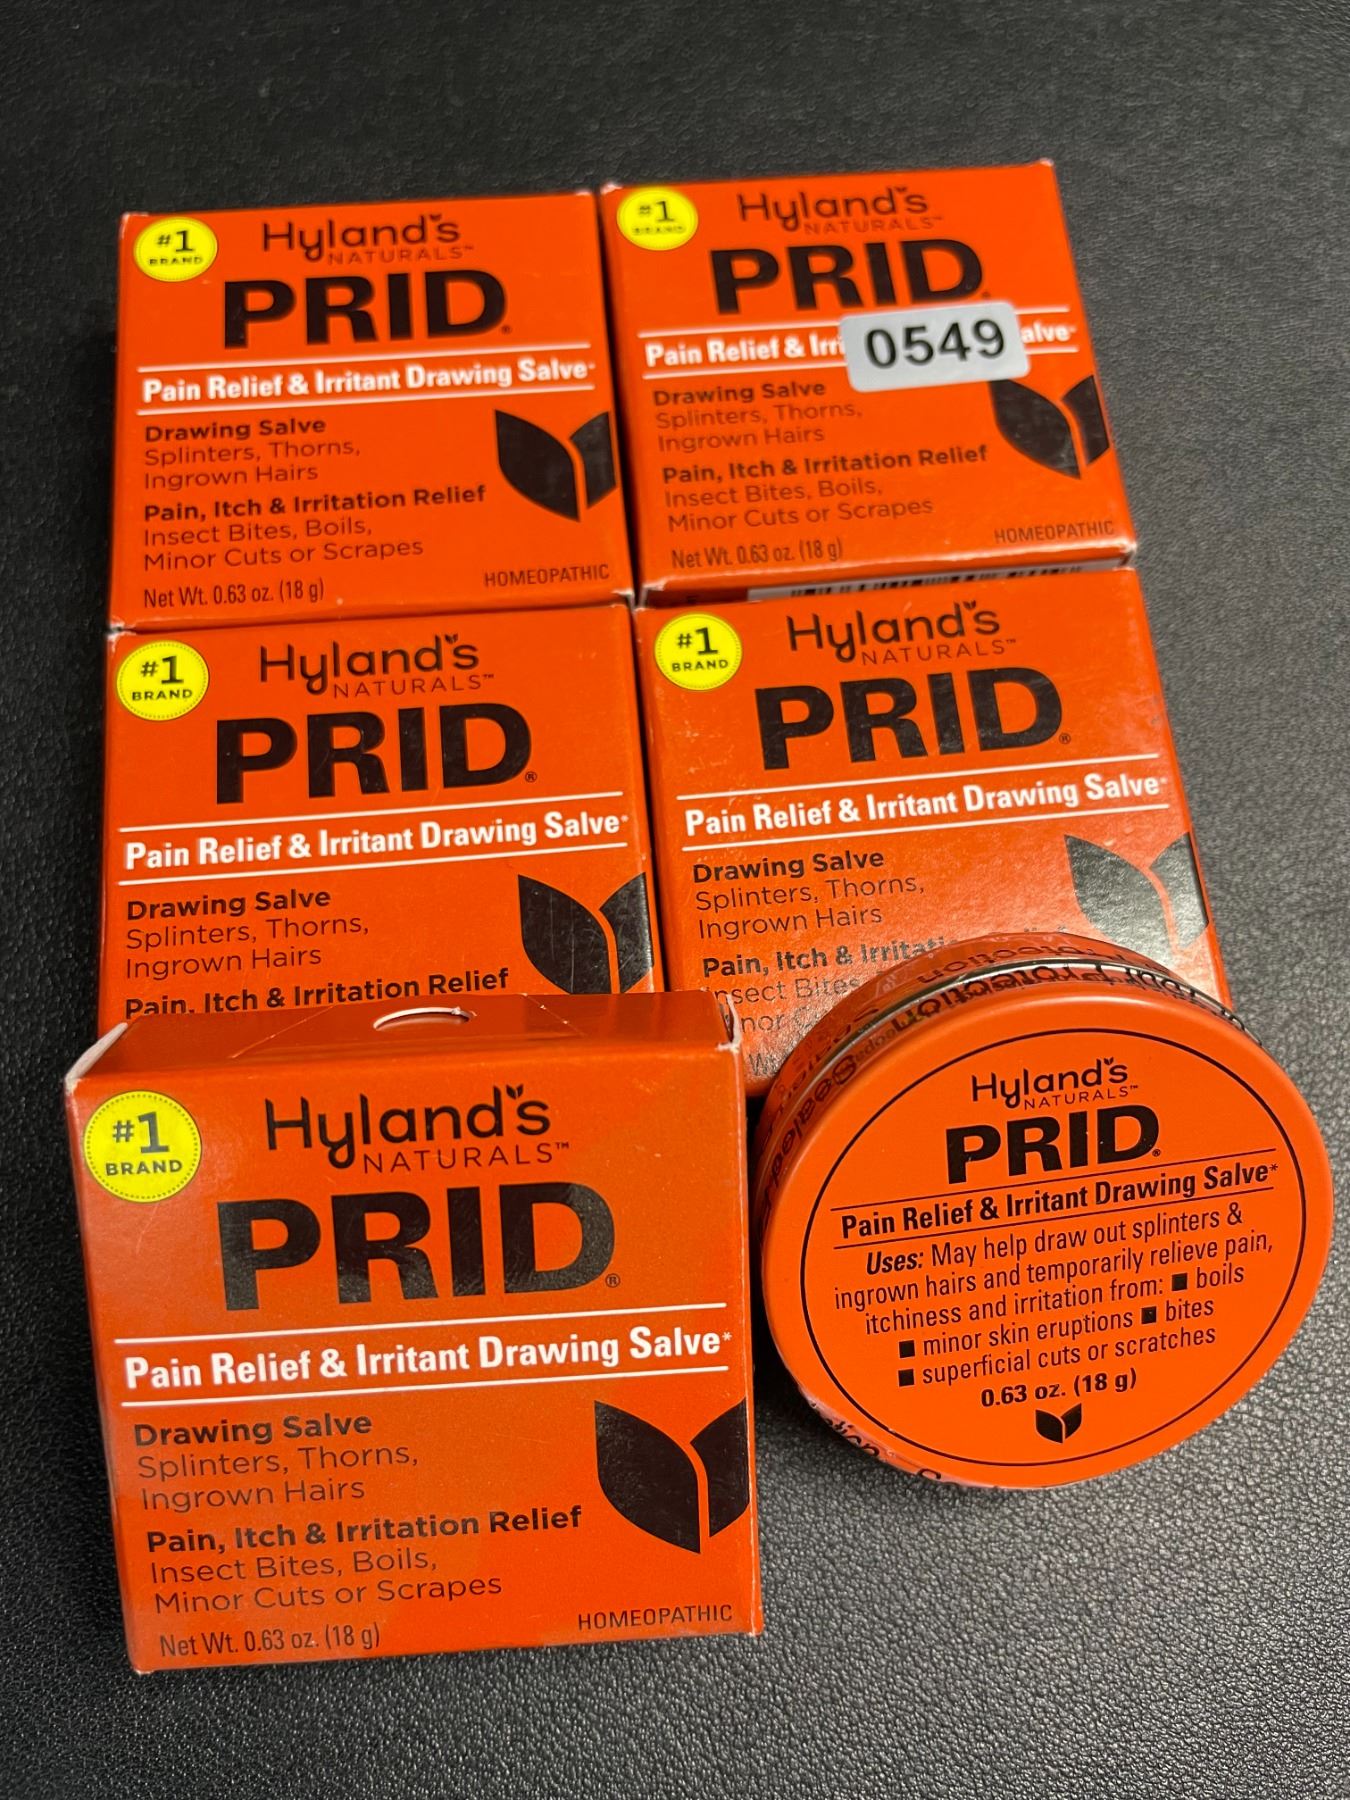 #1
BRAND
Hyland's
NATURALS™
PRID®
Pain Relief & Irritant Drawing Salve*
Drawing Salve
Splinters, Thorns,
Ingrown Hairs
Pain, Itch & Irritation Relief
Insect Bites, Boils,
Minor Cuts or Scrapes
Net Wt. 0.63 oz. (18 g)
HOMEOPATHIC
#1
BRAND
Hyland's
NATURALS™
PRID®
Pain Relief &
0549
Drawing Salve
Splinters, Thorns,
Ingrown Hairs
Pain, Itch & Irritation Relief
Insect Bites, Boils,
Minor Cuts or Scrapes
Net Wt. 0.63 oz. (18 g)
HOMEOPATHIC
#1
BRAND
Hyland's
NATURALS™
PRID®
Pain Relief & Irritant Drawing Salve*
Drawing Salve
Splinters, Thorns,
Ingrown Hairs
Pain, Itch & Irritation Relief
#1
BRAND
Hyland's
NATURALS™
PRID®
Pain Relief & Irritant Drawing Salve*
Drawing Salve
Splinters, Thorns,
Ingrown Hairs
Pain, Itch &
#1
BRAND
Hyland's
NATURALS™
PRID®
Pain Relief & Irritant Drawing Salve*
Drawing Salve
Splinters, Thorns,
Ingrown Hairs
Pain, Itch & Irritation Relief
Insect Bites, Boils,
Minor Cuts or Scrapes
Net Wt. 0.63 oz. (18 g)
HOMEOPATHIC
Hyland's
NATURALS™
PRID®
Pain Relief & Irritant Drawing Salve*
Uses: May help draw out splinters &
ingrown hairs and temporarily relieve pain,
itchiness and irritation from: ■ boils
■ minor skin eruptions ■ bites
■ superficial cuts or scratches
0.63 oz. (18 g)